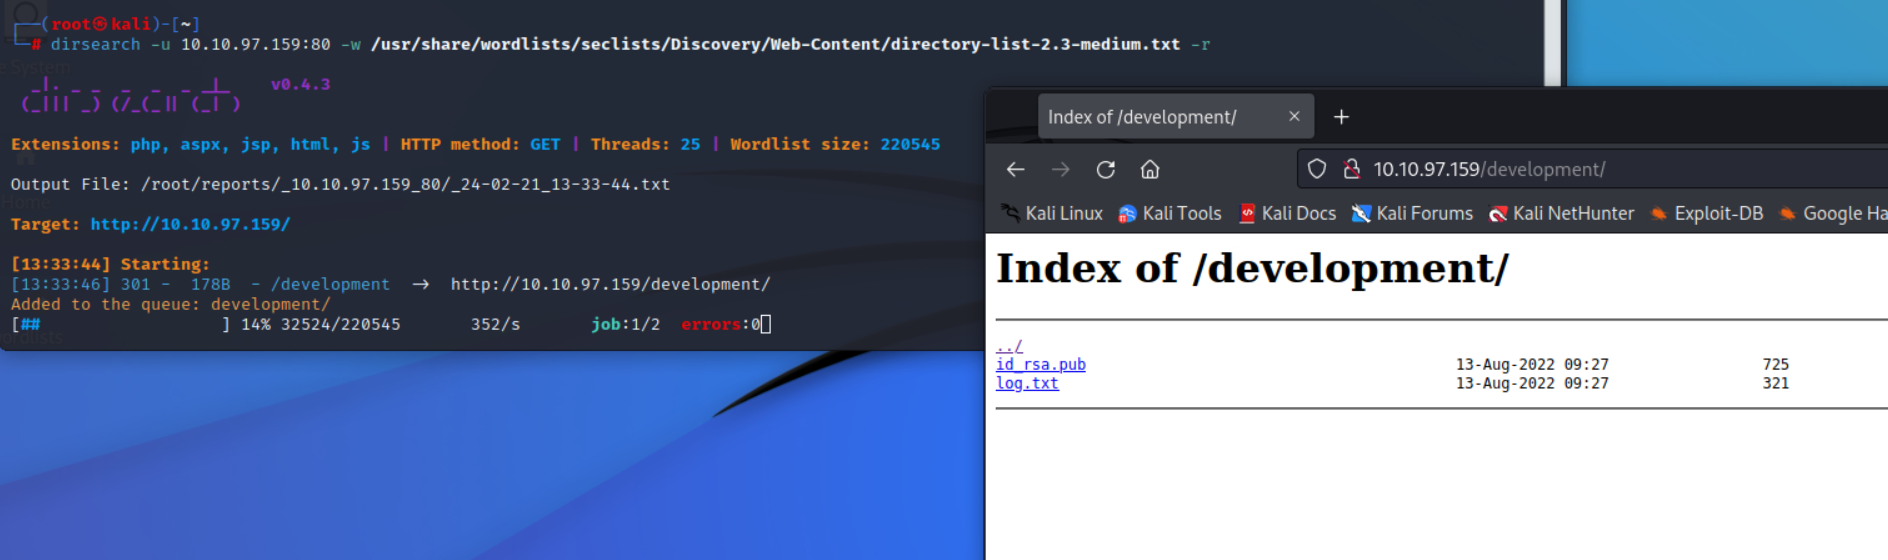 ┌──(root㉿kali)-[~]
└─# dirsearch -u 10.10.97.159:80 -w /usr/share/wordlists/seclists/Discovery/Web-Content/directory-list-2.3-medium.txt -r
v0.4.3
Extensions: php, aspx, jsp, html, js | HTTP method: GET | Threads: 25 | Wordlist size: 220545
Output File: /root/reports/_10.10.97.159_80/_24-02-21_13-33-44.txt
Target: http://10.10.97.159/
[13:33:44] Starting:
[13:33:46] 301 -  178B  - /development  →  http://10.10.97.159/development/
Added to the queue: development/
[##                  ] 14% 32524/220545       352/s       job:1/2  errors:0
Index of /development/
10.10.97.159/development/
Kali Linux Kali Tools Kali Docs Kali Forums Kali NetHunter Exploit-DB Google Ha
Index of /development/
../
id_rsa.pub 13-Aug-2022 09:27 725
log.txt 13-Aug-2022 09:27 321